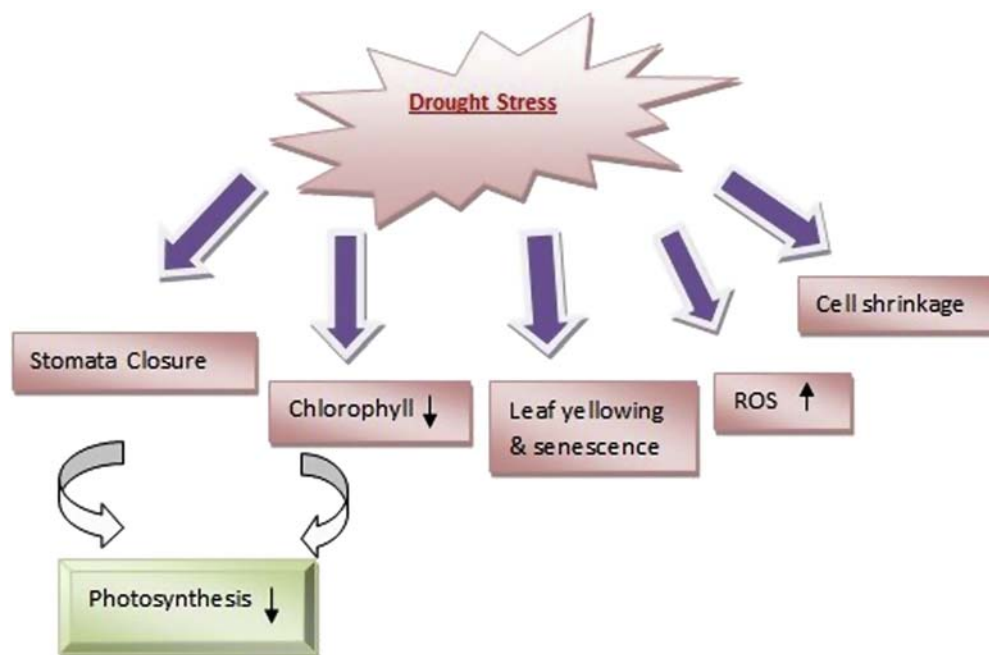 Drought Stress
Stomata Closure
Chlorophyll ↓
Leaf yellowing
& senescence
ROS ↑
Cell shrinkage
Photosynthesis ↓